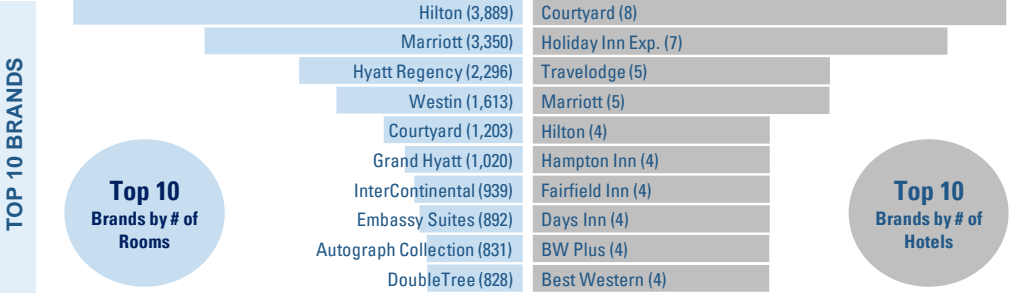 TOP 10 BRANDS
Hilton (3,889)
Marriott (3,350)
Hyatt Regency (2,296)
Westin (1,613)
Courtyard (1,203)
Grand Hyatt (1,020)
InterContinental (939)
Embassy Suites (892)
Autograph Collection (831)
DoubleTree (828)
Top 10
Brands by # of
Rooms
Courtyard (8)
Holiday Inn Exp. (7)
Travelodge (5)
Marriott (5)
Hilton (4)
Hampton Inn (4)
Fairfield Inn (4)
Days Inn (4)
BW Plus (4)
Best Western (4)
Top 10
Brands by # of
Hotels